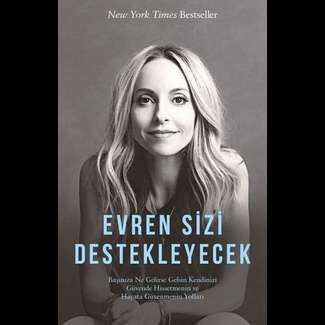 New York Times Bestseller
EVREN SİZİ
DESTEKLEYECEK
Başınıza Ne Gelirse Gelsin Kendinizi
Güvende Hissetmenin ve
Hayata Güvenmenin Yolları